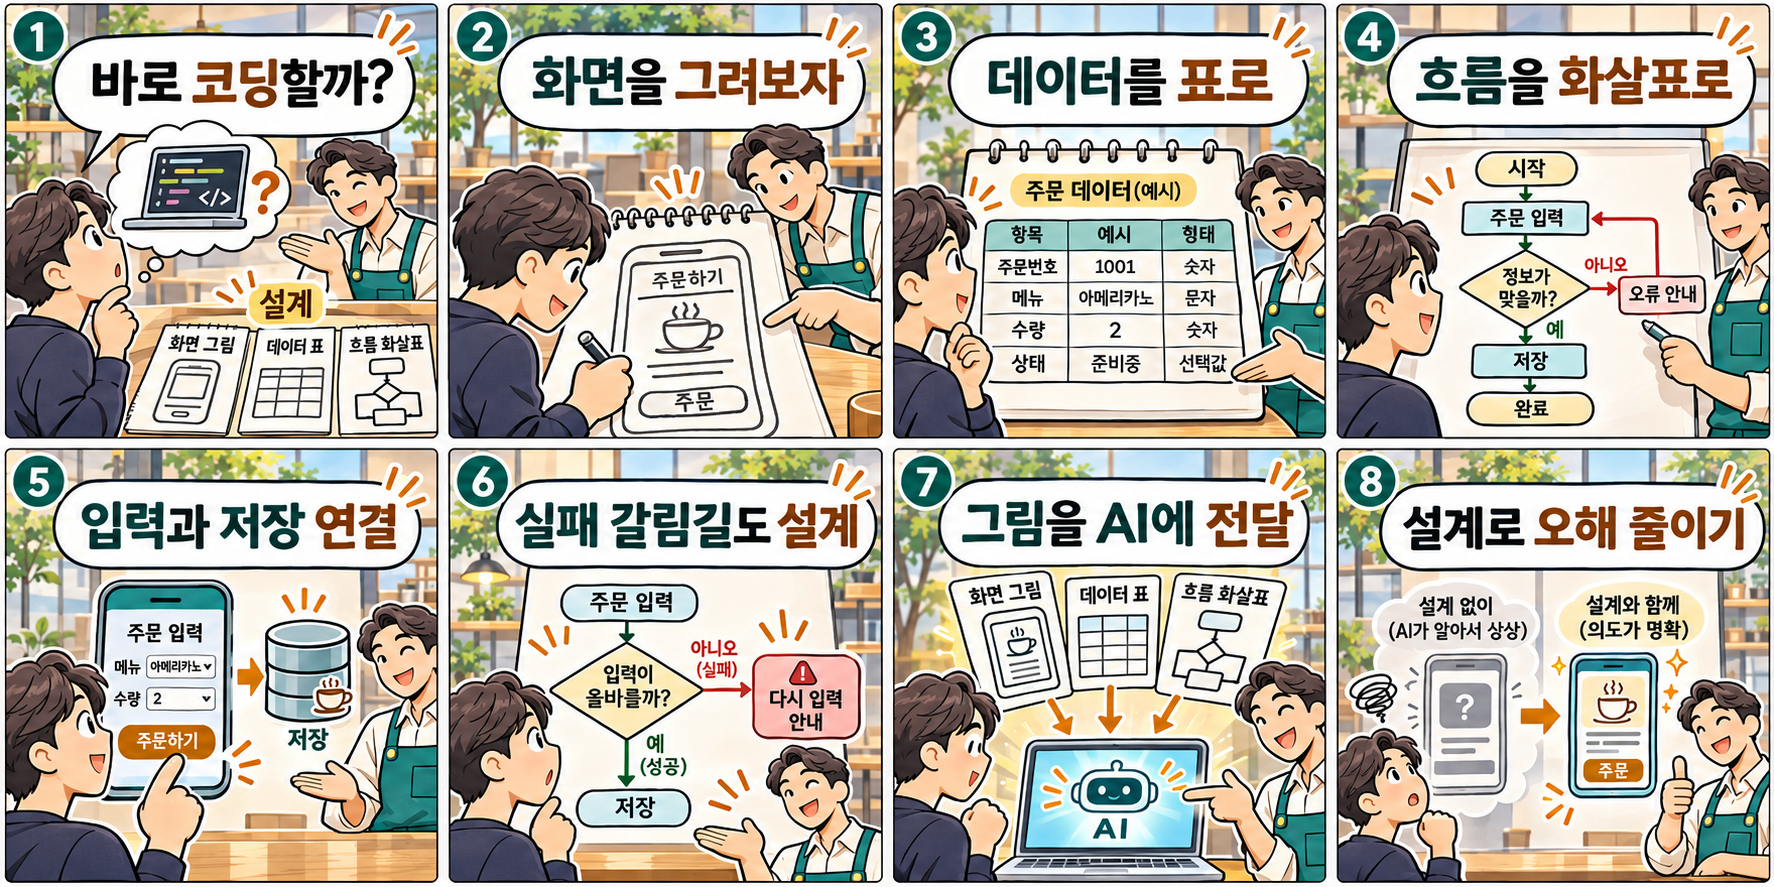 1
바로 코딩할까?
</>
?
설계
화면 그림
데이터 표
흐름 화살표
2
화면을 그려보자
주문하기
주문
3
데이터를 표로
주문 데이터(예시)
항목 예시 형태
주문번호 1001 숫자
메뉴 아메리카노 문자
수량 2 숫자
상태 준비중 선택값
4
흐름을 화살표로
시작
주문 입력
정보가
맞을까?
아니오
오류 안내
예
저장
완료
5
입력과 저장 연결
주문 입력
메뉴 아메리카노
수량 2
주문하기
저장
6
실패 갈림길도 설계
주문 입력
입력이
올바를까?
아니오
(실패)
다시 입력
안내
예
(성공)
저장
7
그림을 AI에 전달
화면 그림
데이터 표
흐름 화살표
AI
8
설계로 오해 줄이기
설계 없이
(AI가 알아서 상상)
?
설계와 함께
(의도가 명확)
주문